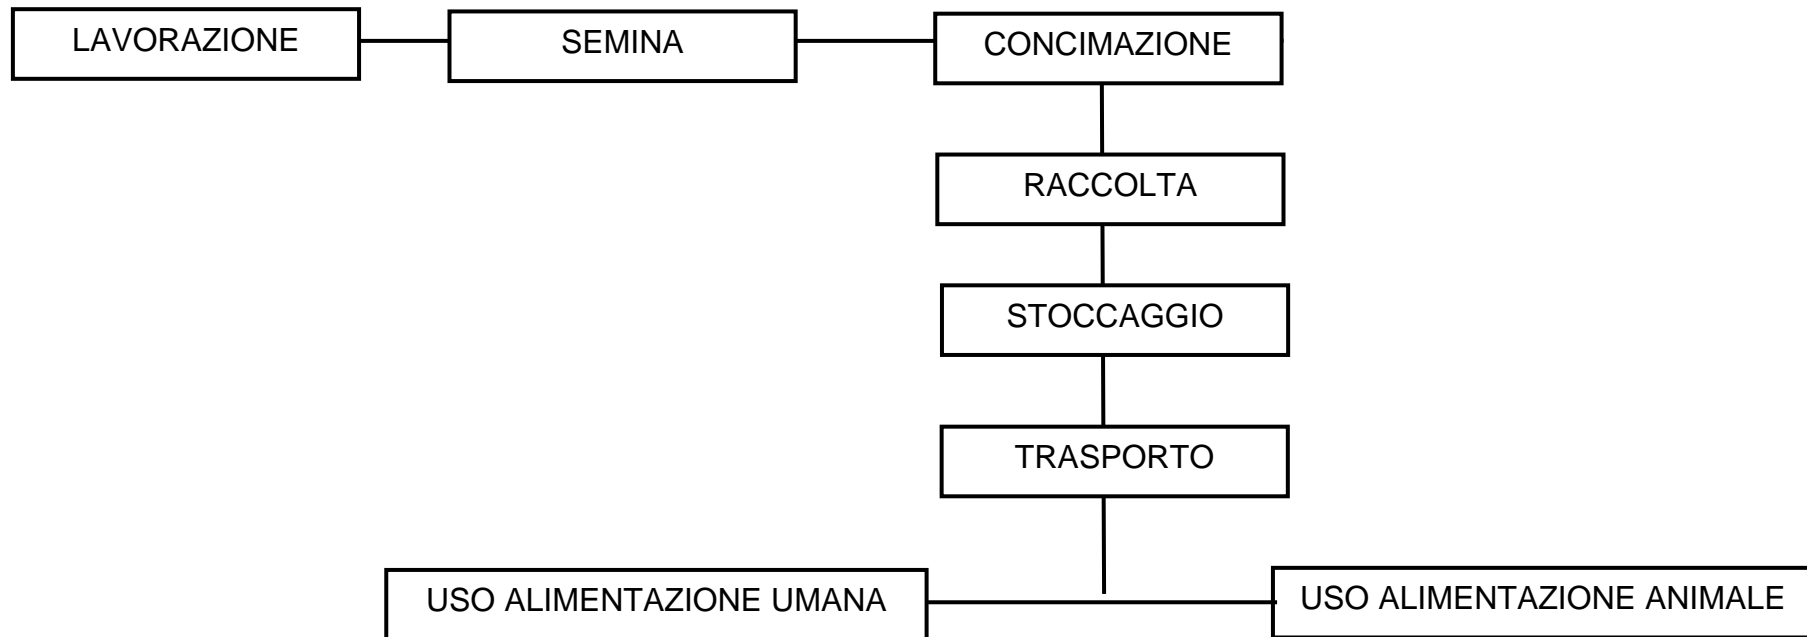 LAVORAZIONE
SEMINA
CONCIMAZIONE
RACCOLTA
STOCCAGGIO
TRASPORTO
USO ALIMENTAZIONE UMANA
USO ALIMENTAZIONE ANIMALE